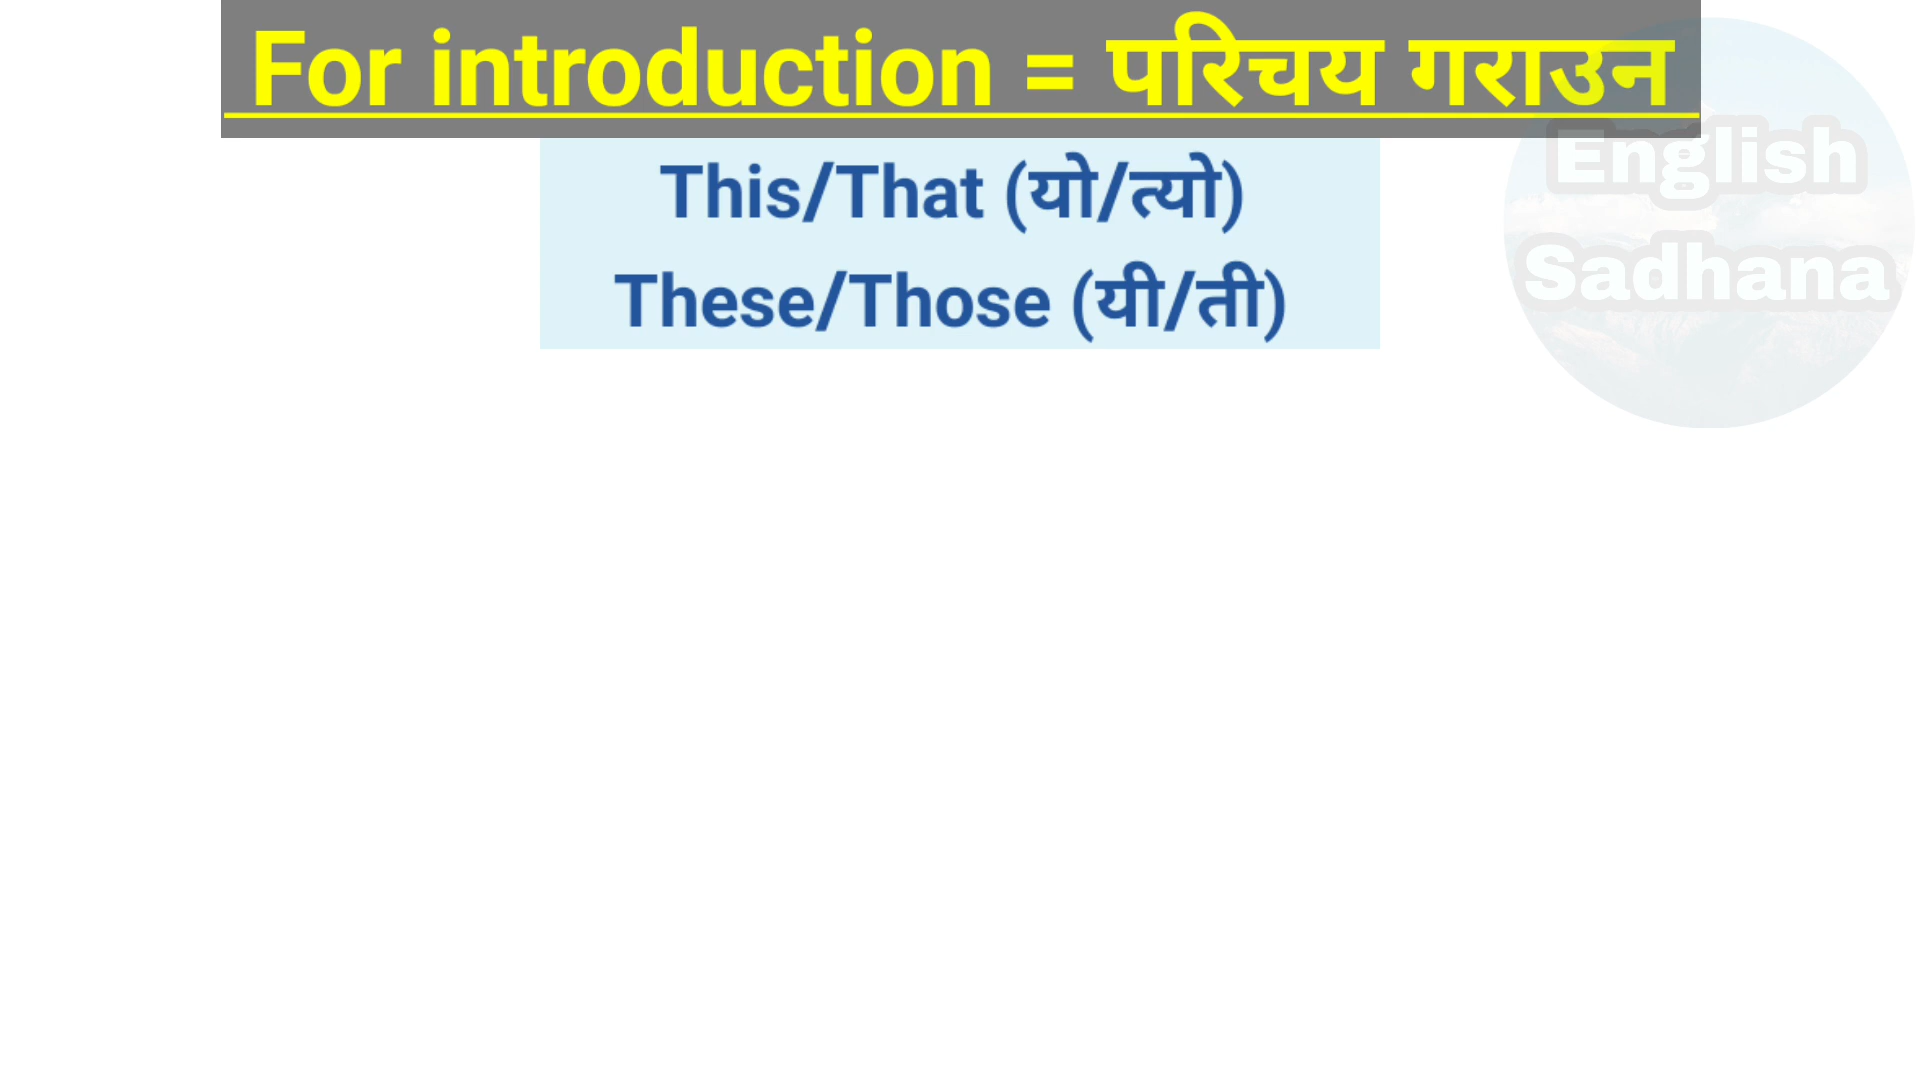 For introduction = परिचय गराउन
This/That (यो/त्यो)
These/Those (यी/ती)
English
Sadhana